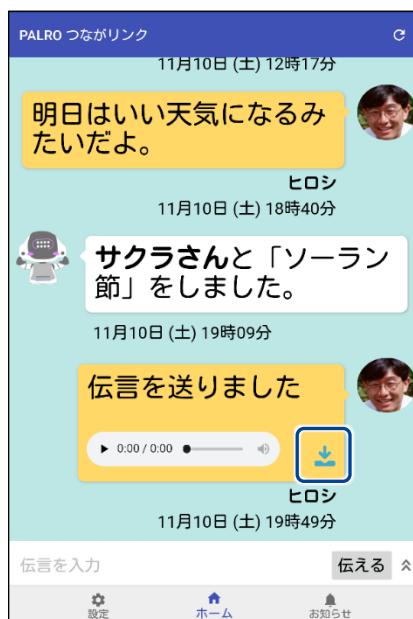 PALRO つながリンク
11月10日 (土) 12時17分
明日はいい天気になるみ
たいだよ。
ヒロシ
11月10日 (土) 18時40分
サクラさんと「ソーラン
節」をしました。
11月10日 (土) 19時09分
伝言を送りました
0:00 / 0:00
ヒロシ
11月10日 (土) 19時49分
伝言を入力
伝える
設定
ホーム
お知らせ